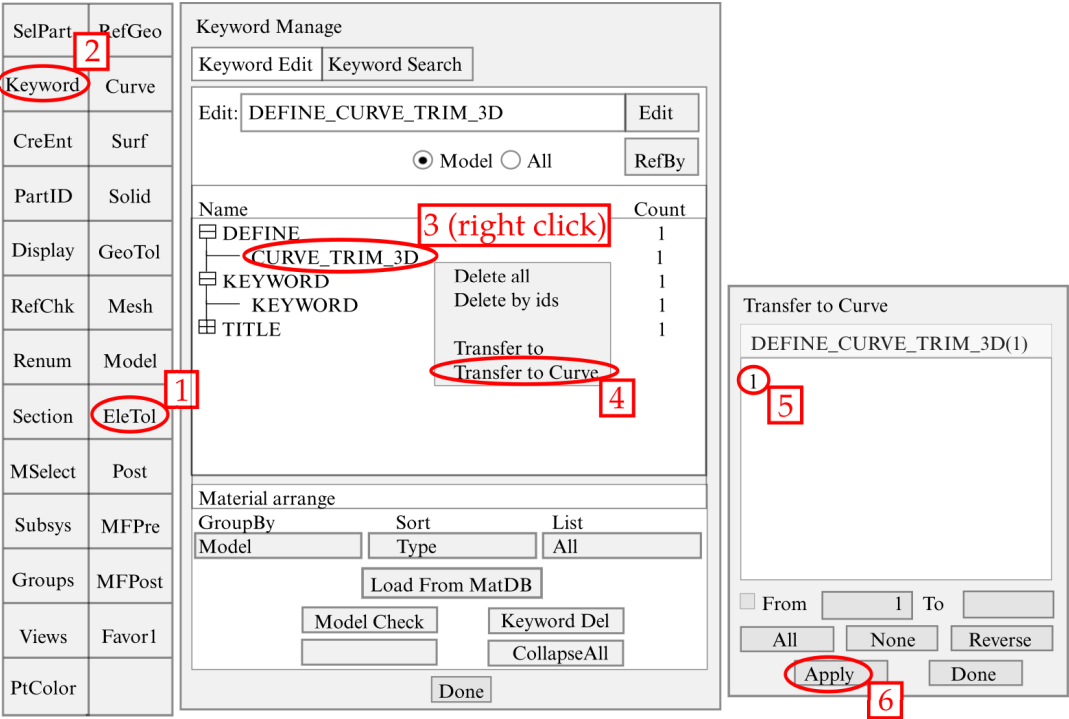 SelPart RefGeo
2
Keyword Curve
CreEnt Surf
PartID Solid
Display GeoTol
RefChk Mesh
Renum Model
1
Section EleTol
MSelect Post
Subsys MFPre
Groups MFPost
Views Favor1
PtColor
Keyword Manage
Keyword Edit Keyword Search
Edit: DEFINE_CURVE_TRIM_3D Edit
Model All RefBy
Name Count
3 (right click)
DEFINE 1
CURVE_TRIM_3D 1
KEYWORD 1
KEYWORD 1
TITLE 1
Delete all
Delete by ids
Transfer to
Transfer to Curve
4
Material arrange
GroupBy Sort List
Model Type All
Load From MatDB
Model Check Keyword Del
CollapseAll
Done
Transfer to Curve
DEFINE_CURVE_TRIM_3D(1)
1
5
From 1 To
All None Reverse
Apply Done
6